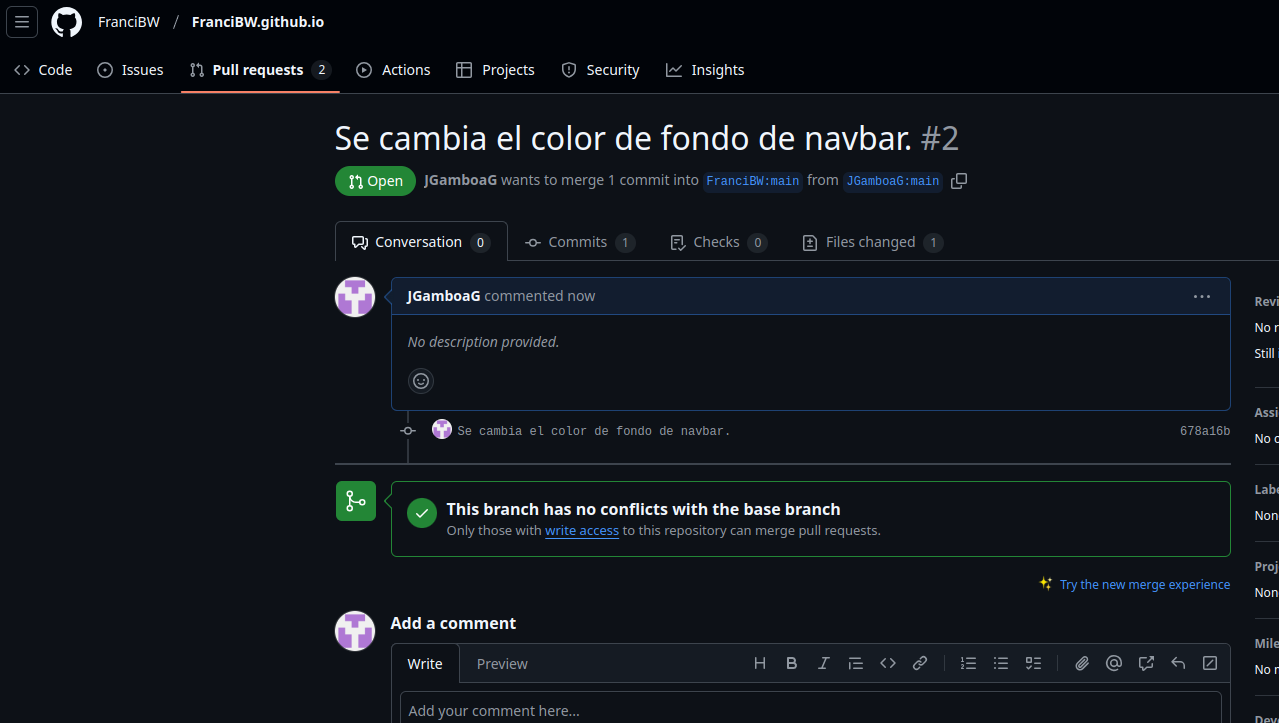 FranciBW / FranciBW.github.io
Code Issues Pull requests 2 Actions Projects Security Insights
Se cambia el color de fondo de navbar. #2
Open JGamboaG wants to merge 1 commit into FranciBW:main from JGamboaG:main
Conversation 0 Commits 1 Checks 0 Files changed 1
JGamboaG commented now
No description provided.
Se cambia el color de fondo de navbar. 678a16b
This branch has no conflicts with the base branch
Only those with write access to this repository can merge pull requests.
Try the new merge experience
Add a comment
Write Preview
Add your comment here...
Revi
No r
Still i
Assi
No o
Labe
Non
Proj
Non
Mile
No m